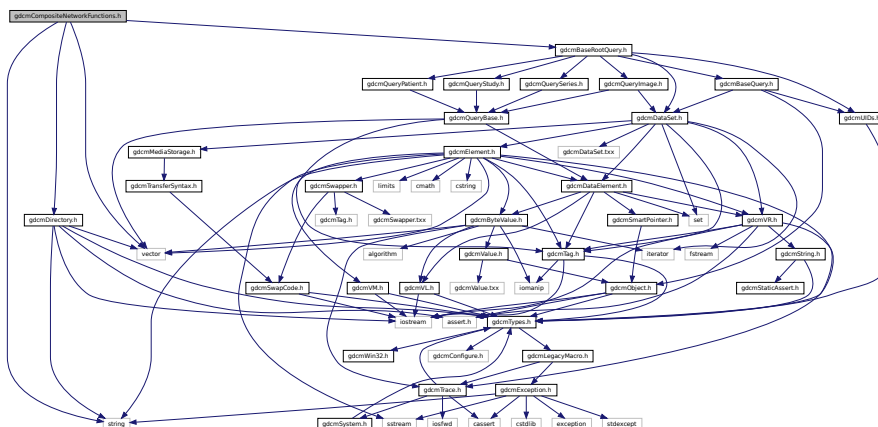 gdcmCompositeNetworkFunctions.h
gdcmBaseRootQuery.h
gdcmQueryPatient.h
gdcmQueryStudy.h
gdcmQuerySeries.h
gdcmQueryImage.h
gdcmBaseQuery.h
gdcmQueryBase.h
gdcmDataSet.h
gdcmUIDs.h
gdcmMediaStorage.h
gdcmElement.h
gdcmDataSet.txx
gdcmTransferSyntax.h
gdcmSwapper.h
limits
cmath
cstring
gdcmDataElement.h
gdcmDirectory.h
gdcmTag.h
gdcmSwapper.txx
gdcmByteValue.h
gdcmSmartPointer.h
set
gdcmVR.h
vector
algorithm
gdcmValue.h
gdcmTag.h
iterator
fstream
gdcmString.h
gdcmSwapCode.h
gdcmVM.h
gdcmVL.h
gdcmValue.txx
iomanip
gdcmObject.h
gdcmStaticAssert.h
iostream
assert.h
gdcmTypes.h
gdcmWin32.h
gdcmConfigure.h
gdcmLegacyMacro.h
gdcmTrace.h
gdcmException.h
string
gdcmSystem.h
sstream
iosfwd
cassert
cstdlib
exception
stdexcept